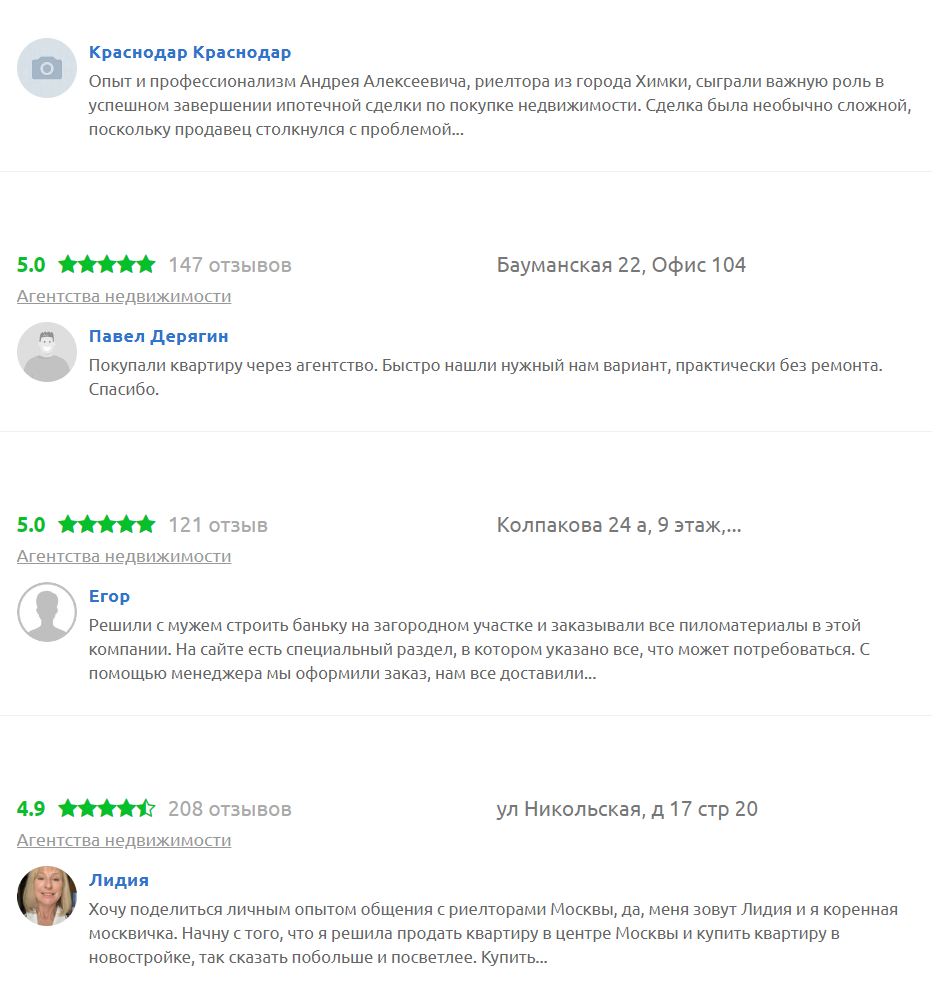 Краснодар Краснодар
Опыт и профессионализм Андрея Алексеевича, риелтора из города Химки, сыграли важную роль в
успешном завершении ипотечной сделки по покупке недвижимости. Сделка была необычно сложной,
поскольку продавец столкнулся с проблемой...
5.0 147 отзывов Бауманская 22, Офис 104
Агентства недвижимости
Павел Дерягин
Покупали квартиру через агентство. Быстро нашли нужный нам вариант, практически без ремонта.
Спасибо.
5.0 121 отзыв Колпакова 24 а, 9 этаж,...
Агентства недвижимости
Егор
Решили с мужем строить баньку на загородном участке и заказывали все пиломатериалы в этой
компании. На сайте есть специальный раздел, в котором указано все, что может потребоваться. С
помощью менеджера мы оформили заказ, нам все доставили...
4.9 208 отзывов ул Никольская, д 17 стр 20
Агентства недвижимости
Лидия
Хочу поделиться личным опытом общения с риелторами Москвы, да, меня зовут Лидия и я коренная
москвичка. Начну с того, что я решила продать квартиру в центре Москвы и купить квартиру в
новостройке, так сказать побольше и посветлее. Купить...